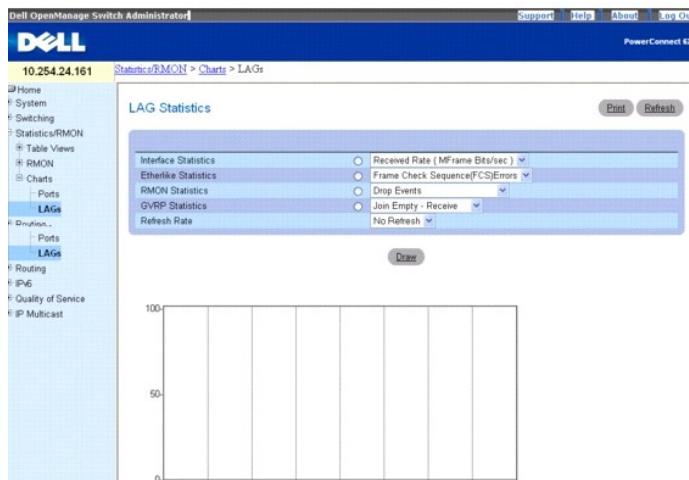 Dell OpenManage Switch Administrator
Support Help About Log Ou
DELL
PowerConnect 62
10.254.24.161
Statistics/RMON > Charts > LAGs
Home
System
Switching
Statistics/RMON
Table Views
RMON
Charts
Ports
LAGs
Ports
LAGs
Routing
IPv6
Quality of Service
IP Multicast
LAG Statistics
Print Refresh
Interface Statistics Received Rate ( MFrame Bits/sec )
Etherlike Statistics Frame Check Sequence(FCS)Errors
RMON Statistics Drop Events
GVRP Statistics Join Empty - Receive
Refresh Rate No Refresh
Draw
100
50
0